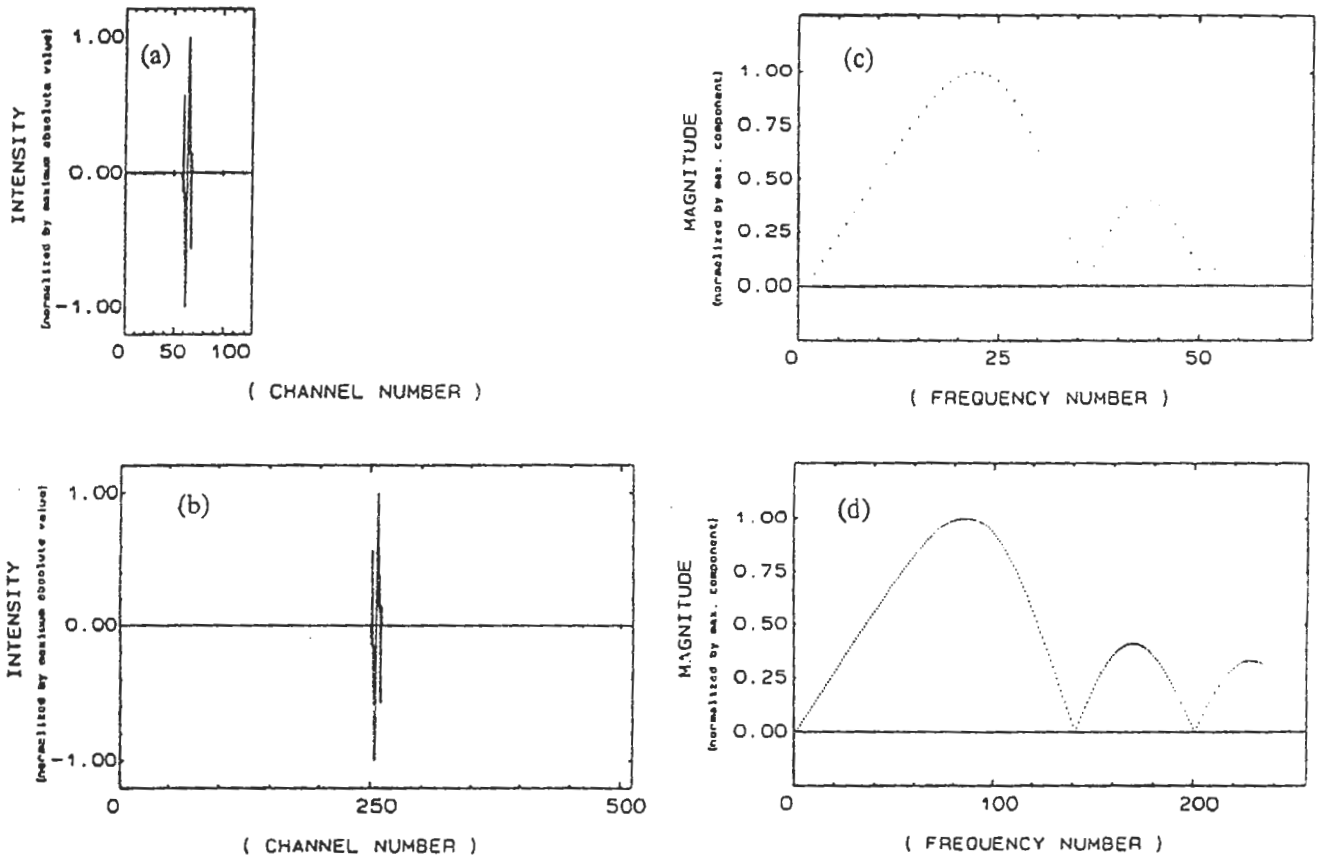 (a)
INTENSITY
(normalized by maximum absolute value)
1.00
0.00
-1.00
0 50 100
( CHANNEL NUMBER )
(c)
MAGNITUDE
(normalized by max. component)
1.00
0.75
0.50
0.25
0.00
0 25 50
( FREQUENCY NUMBER )
(b)
INTENSITY
(normalized by maximum absolute value)
1.00
0.00
-1.00
0 250 500
( CHANNEL NUMBER )
(d)
MAGNITUDE
(normalized by max. component)
1.00
0.75
0.50
0.25
0.00
0 100 200
( FREQUENCY NUMBER )